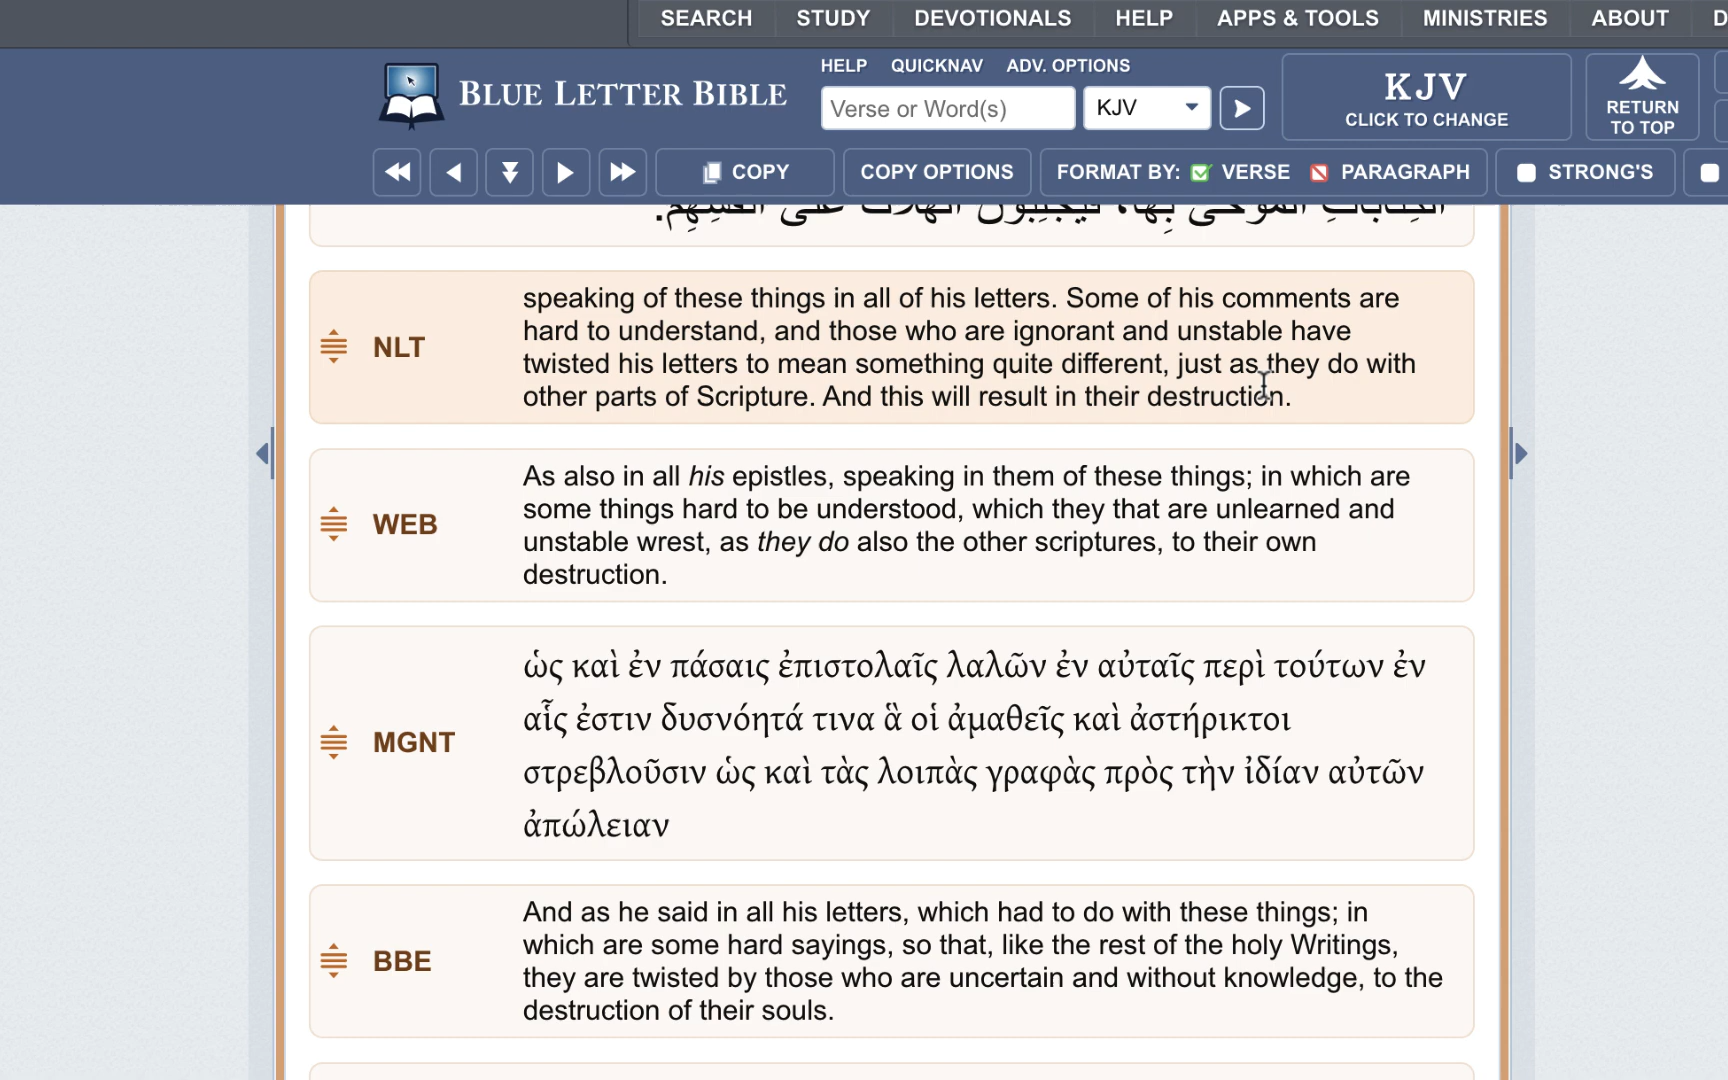 SEARCH STUDY DEVOTIONALS HELP APPS & TOOLS MINISTRIES ABOUT
HELP QUICKNAV ADV. OPTIONS
BLUE LETTER BIBLE
Verse or Word(s) KJV
KJV
CLICK TO CHANGE
RETURN
TO TOP
COPY COPY OPTIONS FORMAT BY: VERSE PARAGRAPH STRONG'S
NLT
speaking of these things in all of his letters. Some of his comments are
hard to understand, and those who are ignorant and unstable have
twisted his letters to mean something quite different, just as they do with
other parts of Scripture. And this will result in their destruction.
WEB
As also in all his epistles, speaking in them of these things; in which are
some things hard to be understood, which they that are unlearned and
unstable wrest, as they do also the other scriptures, to their own
destruction.
MGNT
ὡς καὶ ἐν πάσαις ἐπιστολαῖς λαλῶν ἐν αὐταῖς περὶ τούτων ἐν
αἷς ἐστιν δυσνόητά τινα ἃ οἱ ἀμαθεῖς καὶ ἀστήρικτοι
στρεβλοῦσιν ὡς καὶ τὰς λοιπὰς γραφὰς πρὸς τὴν ἰδίαν αὐτῶν
ἀπώλειαν
BBE
And as he said in all his letters, which had to do with these things; in
which are some hard sayings, so that, like the rest of the holy Writings,
they are twisted by those who are uncertain and without knowledge, to the
destruction of their souls.